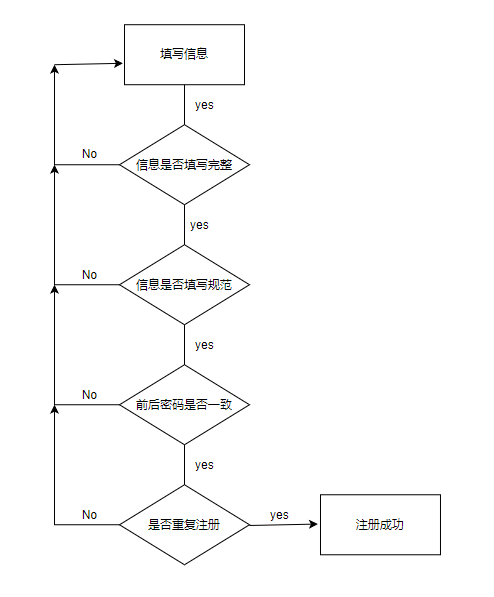 填写信息
yes
No
信息是否填写完整
yes
No
信息是否填写规范
yes
No
前后密码是否一致
yes
No
是否重复注册
yes
注册成功